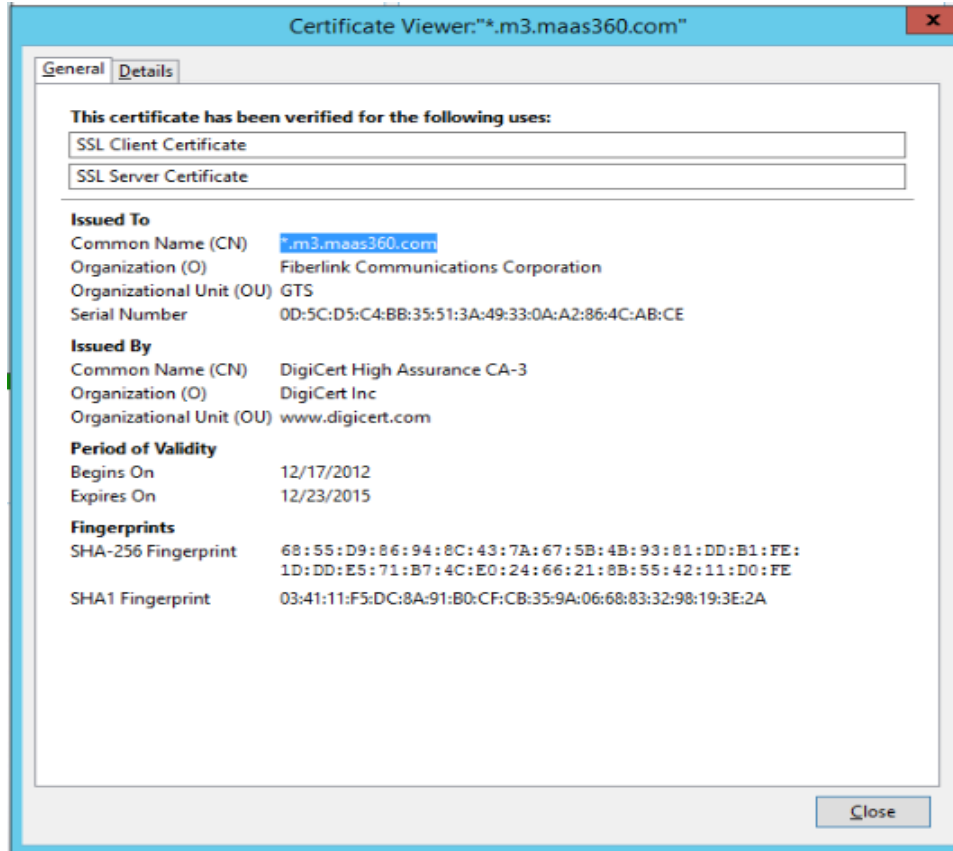 Certificate Viewer:"*.m3.maas360.com"
x
General Details
This certificate has been verified for the following uses:
SSL Client Certificate
SSL Server Certificate
Issued To
Common Name (CN) *.m3.maas360.com
Organization (O) Fiberlink Communications Corporation
Organizational Unit (OU) GTS
Serial Number 0D:5C:D5:C4:BB:35:51:3A:49:33:0A:A2:86:4C:AB:CE
Issued By
Common Name (CN) DigiCert High Assurance CA-3
Organization (O) DigiCert Inc
Organizational Unit (OU) www.digicert.com
Period of Validity
Begins On 12/17/2012
Expires On 12/23/2015
Fingerprints
SHA-256 Fingerprint 68:55:D9:86:94:8C:43:7A:67:5B:4B:93:81:DD:B1:FE:
1D:DD:E5:71:B7:4C:E0:24:66:21:8B:55:42:11:D0:FE
SHA1 Fingerprint 03:41:11:F5:DC:8A:91:B0:CF:CB:35:9A:06:68:83:32:98:19:3E:2A
Close